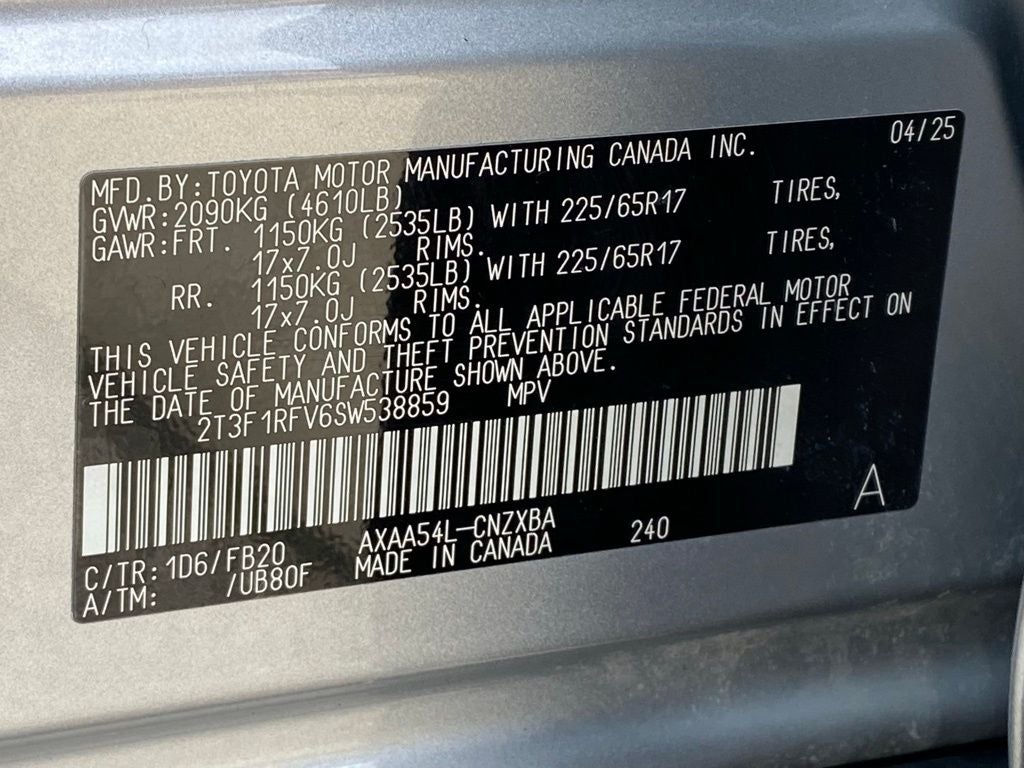 04/25
MFD.BY:TOYOTA MOTOR MANUFACTURING CANADA INC.
GVWR:2090KG (4610LB)
GAWR:FRT. 1150KG (2535LB) WITH 225/65R17 TIRES,
17x7.0J RIMS.
RR. 1150KG (2535LB) WITH 225/65R17 TIRES,
17x7.0J RIMS.
THIS VEHICLE CONFORMS TO ALL APPLICABLE FEDERAL MOTOR
VEHICLE SAFETY AND THEFT PREVENTION STANDARDS IN EFFECT ON
THE DATE OF MANUFACTURE SHOWN ABOVE.
2T3F1RFV6SW538859 MPV
A
C/TR:1D6/FB20 AXAA54L-CNZXBA 240
A/TM: /UB80F MADE IN CANADA